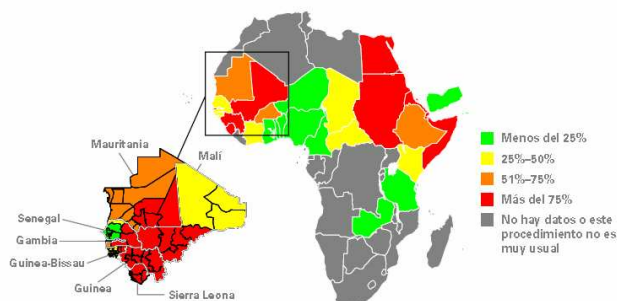 Mauritania
Malí
Senegal
Gambia
Guinea-Bissau
Guinea
Sierra Leona
Menos del 25%
25%–50%
51%–75%
Más del 75%
No hay datos o este
procedimiento no es
muy usual